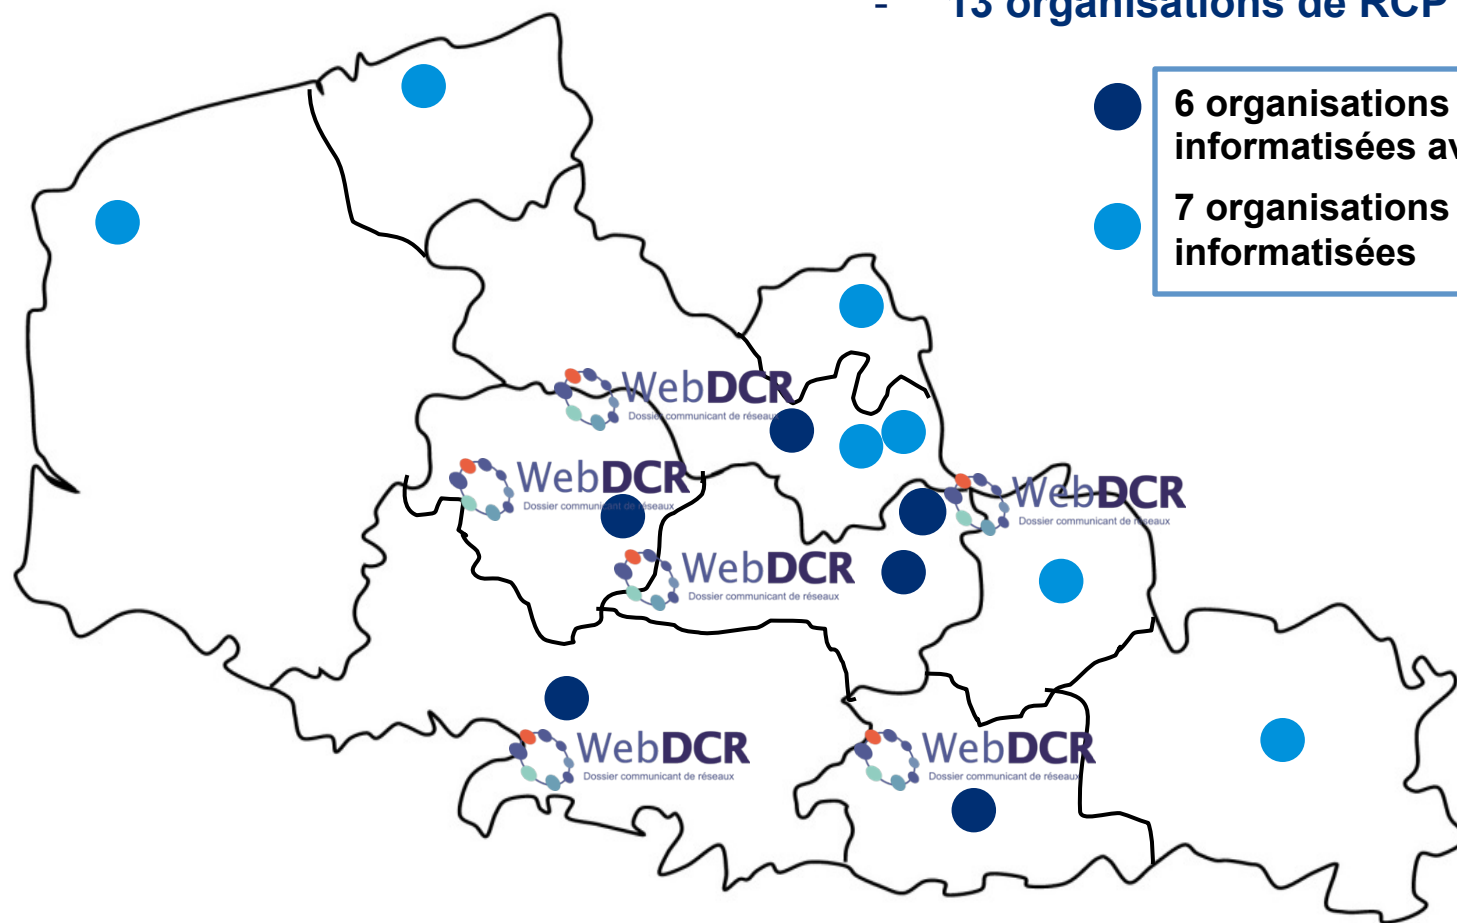 - 13 organisations de RCP
6 organisations
informatisées av
7 organisations
informatisées
WebDCR
Dossier communicant de réseaux
WebDCR
Dossier communicant de réseaux
WebDCR
Dossier communicant de réseaux
WebDCR
Dossier communicant de réseaux
WebDCR
Dossier communicant de réseaux
WebDCR
Dossier communicant de réseaux